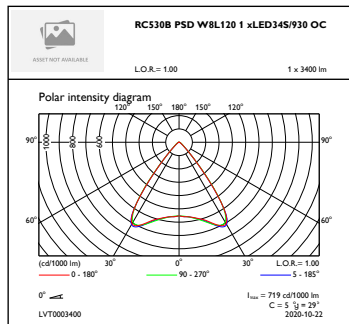 RC530B PSD W8L120 1 xLED34S/930 OC
ASSET NOT AVAILABLE
L.O.R.= 1.00 1 x 3400 lm
Polar intensity diagram
120° 150° 180° 150° 120°
90° 90°
1000 800 600
60° 60°
(cd/1000 lm) 30° 0° 30° L.O.R.= 1.00
0 - 180° 90 - 270° 5 - 185°
0° Imax = 719 cd/1000 lm
C = 5 °g = 29°
LVT0003400 2020-10-22